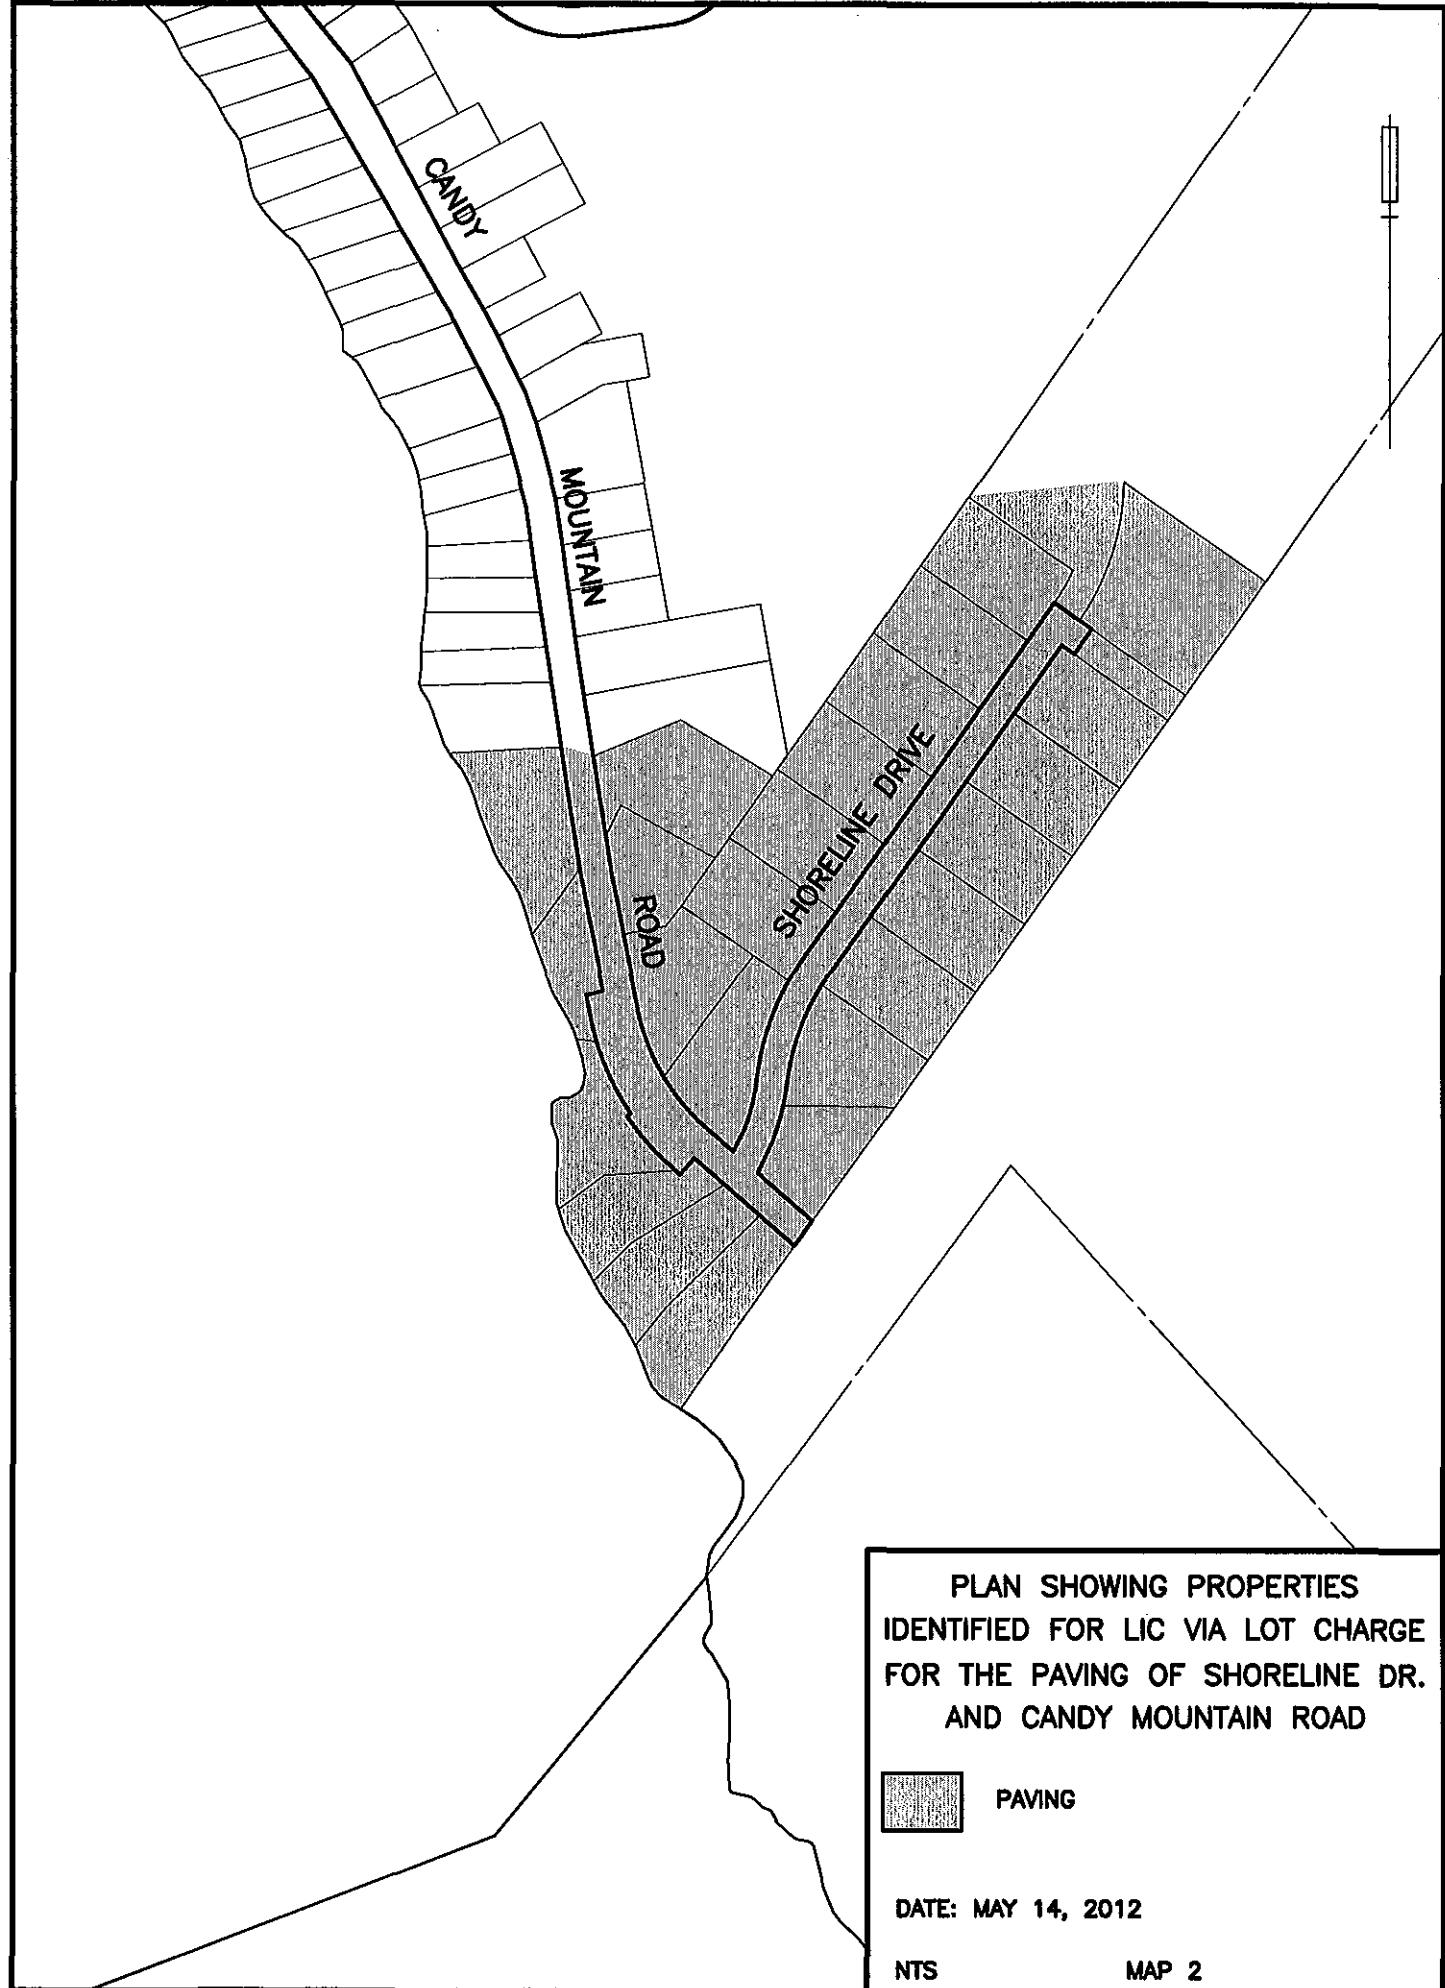 CANDY
MOUNTAIN
ROAD
SHORELINE DRIVE
PLAN SHOWING PROPERTIES
IDENTIFIED FOR LIC VIA LOT CHARGE
FOR THE PAVING OF SHORELINE DR.
AND CANDY MOUNTAIN ROAD
PAVING
DATE: MAY 14, 2012
NTS MAP 2